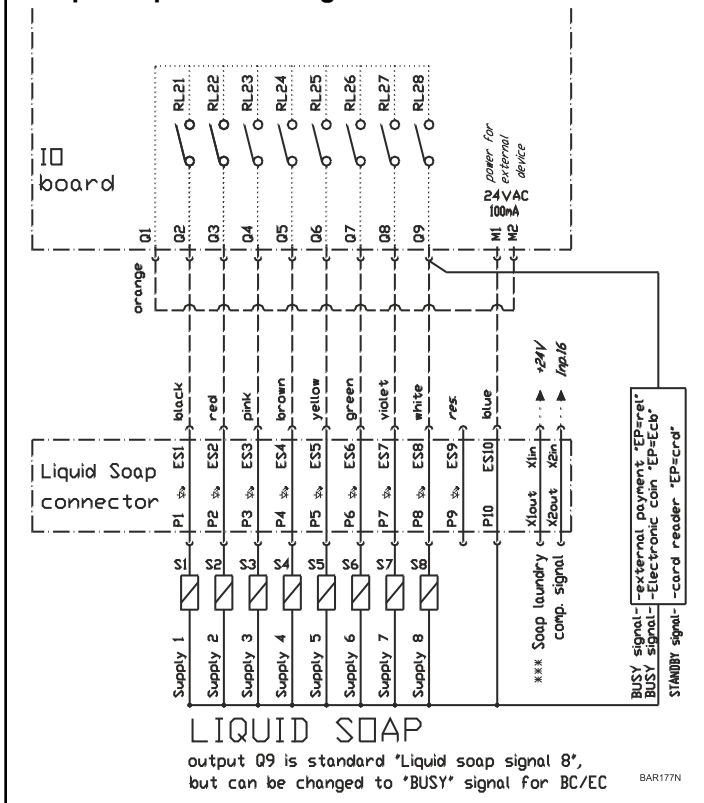 RL21 RL22 RL23 RL24 RL25 RL26 RL27 RL28
IO
board
power for
external
device
24VAC
100mA
Q1 Q2 Q3 Q4 Q5 Q6 Q7 Q8 Q9 M1 M2
orange
black red pink brown yellow green violet white res. blue +24V Inp.16
Liquid Soap
connector
ES1 ES2 ES3 ES4 ES5 ES6 ES7 ES8 ES9 ES10 X1in X2in
P1 P2 P3 P4 P5 P6 P7 P8 P9 P10 X1out X2out
S1 S2 S3 S4 S5 S6 S7 S8
Supply 1 Supply 2 Supply 3 Supply 4 Supply 5 Supply 6 Supply 7 Supply 8
*** Soap laundry
comp. signal
BUSY signal- -external payment "EP=rel"
BUSY signal- -Electronic coin "EP=Ecb"
STANDBY signal- -card reader "EP=crd"
LIQUID SOAP
output Q9 is standard "Liquid soap signal 8",
but can be changed to "BUSY" signal for BC/EC
BAR177N